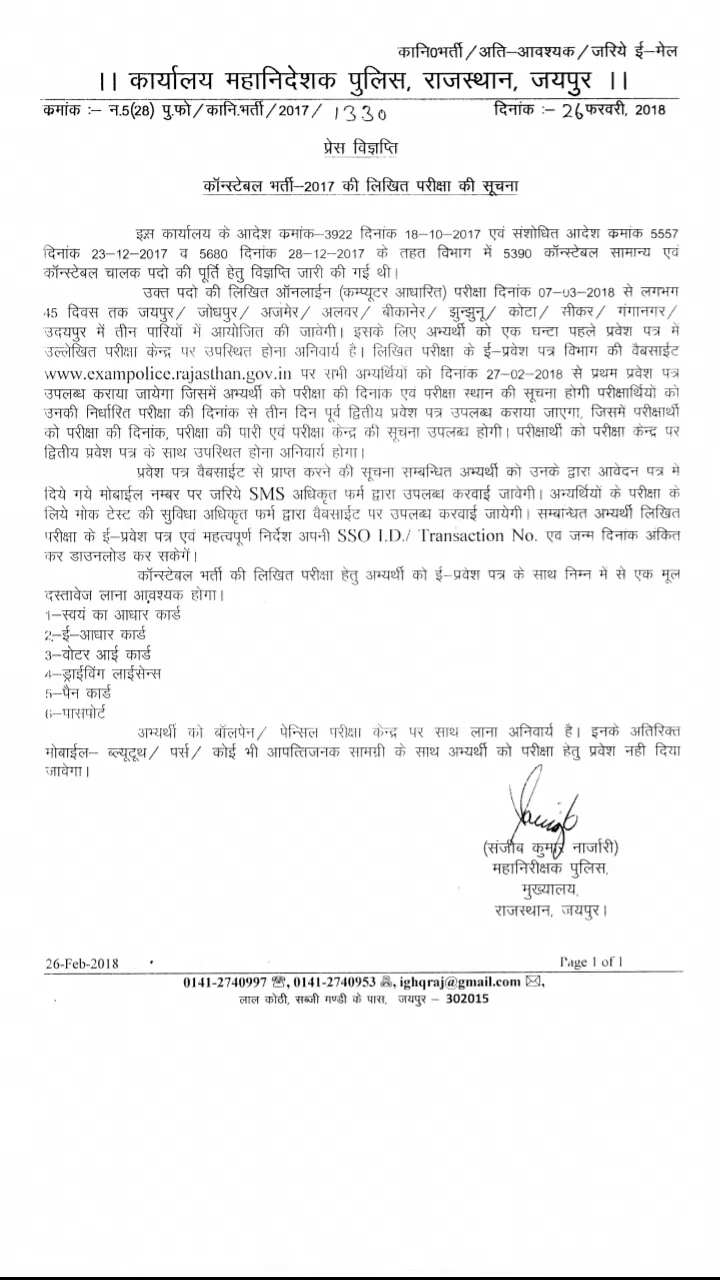 कानि0भर्ती/अति–आवश्यक/जरिये ई–मेल
।। कार्यालय महानिदेशक पुलिस, राजस्थान, जयपुर ।।
कमांक :– न.5(28) पु.फो/कानि.भर्ती/2017/ 1330 दिनांक :– 26 फरवरी, 2018
प्रेस विज्ञप्ति
कॉन्स्टेबल भर्ती–2017 की लिखित परीक्षा की सूचना
इस कार्यालय के आदेश कमांक–3922 दिनांक 18–10–2017 एवं संशोधित आदेश कमांक 5557
दिनांक 23–12–2017 व 5680 दिनांक 28–12–2017 के तहत विभाग में 5390 कॉन्स्टेबल सामान्य एवं
कॉन्स्टेबल चालक पदो की पूर्ति हेतु विज्ञप्ति जारी की गई थी।
उक्त पदो की लिखित ऑनलाईन (कम्प्यूटर आधारित) परीक्षा दिनांक 07–03–2018 से लगभग
45 दिवस तक जयपुर/ जोधपुर/ अजमेर/ अलवर/ बीकानेर/ झुन्झुनू/ कोटा/ सीकर/ गंगानगर/
उदयपुर में तीन पारियों में आयोजित की जावेगी। इसके लिए अभ्यर्थी को एक घन्टा पहले प्रवेश पत्र में
उल्लेखित परीक्षा केन्द्र पर उपस्थित होना अनिवार्य है। लिखित परीक्षा के ई–प्रवेश पत्र विभाग की वैबसाईट
www.exampolice.rajasthan.gov.in पर सभी अभ्यर्थियों को दिनांक 27–02–2018 से प्रथम प्रवेश पत्र
उपलब्ध कराया जायेगा जिसमें अभ्यर्थी को परीक्षा की दिनाक एवं परीक्षा स्थान की सूचना होगी परीक्षार्थियों को
उनकी निर्धारित परीक्षा की दिनांक से तीन दिन पूर्व द्वितीय प्रवेश पत्र उपलब्ध कराया जाएगा, जिसमें परीक्षार्थी
को परीक्षा की दिनांक, परीक्षा की पारी एवं परीक्षा केन्द्र की सूचना उपलब्ध होगी। परीक्षार्थी को परीक्षा केन्द्र पर
द्वितीय प्रवेश पत्र के साथ उपस्थित होना अनिवार्य होगा।
प्रवेश पत्र वैबसाईट से प्राप्त करने की सूचना सम्बन्धित अभ्यर्थी को उनके द्वारा आवेदन पत्र मे
दिये गये मोबाईल नम्बर पर जरिये SMS अधिकृत फर्म द्वारा उपलब्ध करवाई जावेगी। अभ्यर्थियों के परीक्षा के
लिये मोक टेस्ट की सुविधा अधिकृत फर्म द्वारा वैबसाईट पर उपलब्ध करवाई जायेगी। सम्बन्धत अभ्यर्थी लिखित
परीक्षा के ई–प्रवेश पत्र एवं महत्वपूर्ण निर्देश अपनी SSO I.D./ Transaction No. एवं जन्म दिनांक अंकित
कर डाउनलोड कर सकेगें।
कॉन्स्टेबल भर्ती की लिखित परीक्षा हेतु अभ्यर्थी को ई–प्रवेश पत्र के साथ निम्न में से एक मूल
दस्तावेज लाना आवश्यक होगा।
1–स्वयं का आधार कार्ड
2–ई–आधार कार्ड
3–वोटर आई कार्ड
4–ड्राईविंग लाईसेन्स
5–पैन कार्ड
6–पासपोर्ट
अभ्यर्थी को बॉलपेन/ पेन्सिल परीक्षा केन्द्र पर साथ लाना अनिवार्य है। इनके अतिरिक्त
मोबाईल– ब्ल्यूटूथ/ पर्स/ कोई भी आपत्तिजनक सामग्री के साथ अभ्यर्थी को परीक्षा हेतु प्रवेश नही दिया
जावेगा।
(संजीब कुमार नार्जारी)
महानिरीक्षक पुलिस,
मुख्यालय,
राजस्थान, जयपुर।
26-Feb-2018 Page 1 of 1
0141-2740997 ☏, 0141-2740953, ighqraj@gmail.com ✉,
लाल कोठी, सब्जी मण्डी के पास, जयपुर – 302015